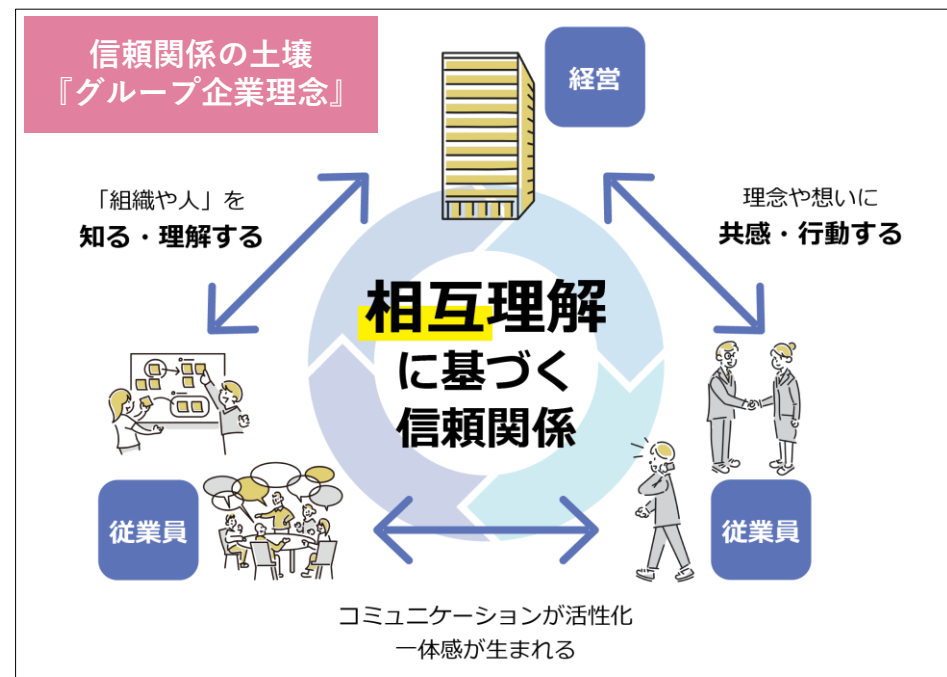 信頼関係の土壌
『グループ企業理念』
経営
「組織や人」を
知る・理解する
理念や想いに
共感・行動する
相互理解
に基づく
信頼関係
従業員
従業員
コミュニケーションが活性化
一体感が生まれる